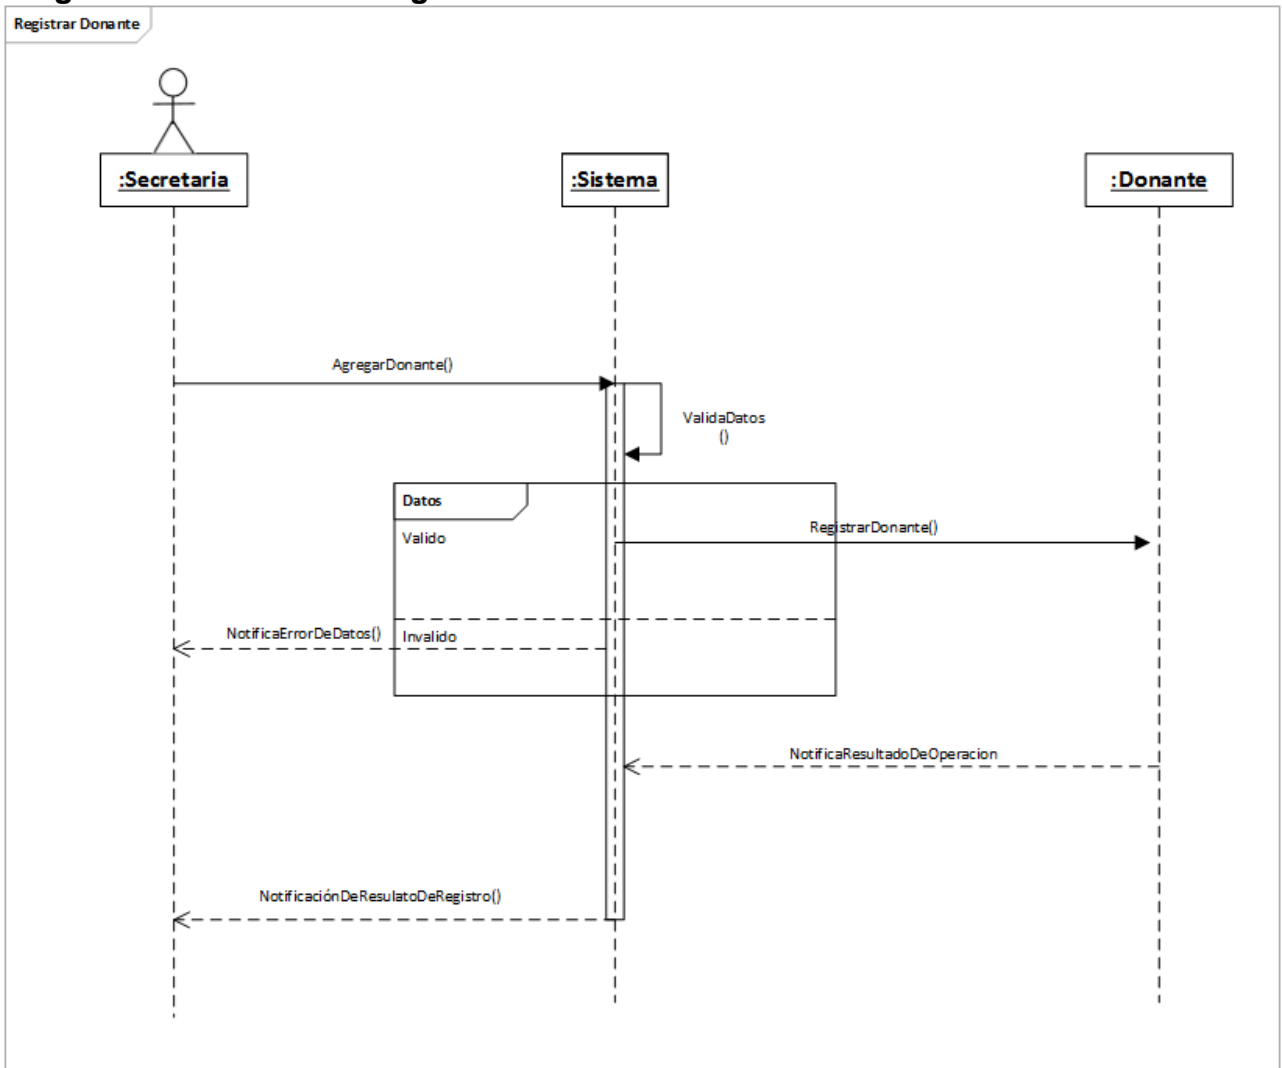 Registrar Donante
:Secretaria
:Sistema
:Donante
AgregarDonante()
ValidaDatos
()
Datos
Valido
RegistrarDonante()
NotificaErrorDeDatos()
Invalido
NotificaResultadoDeOperacion
NotificaciónDeResulatoDeRegistro()